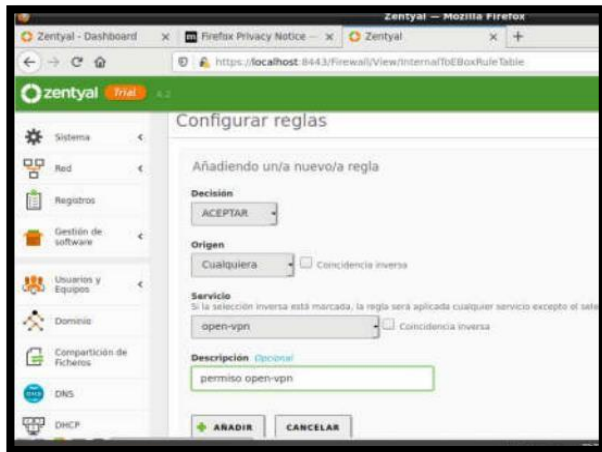 Zentyal — Mozilla Firefox
Zentyal - Dashboard
Firefox Privacy Notice —
Zentyal
https://localhost:8443/Firewall/View/InternalToEBoxRuleTable
zentyal Trial 6.2
Configurar reglas
Sistema
Red
Registros
Gestión de
software
Usuarios y
Equipos
Dominio
Compartición de
Ficheros
DNS
DHCP
Añadiendo un/a nuevo/a regla
Decisión
ACEPTAR
Origen
Cualquiera Coincidencia inversa
Servicio
Si la selección inversa está marcada, la regla será aplicada cualquier servicio excepto el sele
open-vpn Coincidencia inversa
Descripción Opcional
permiso open-vpn
AÑADIR CANCELAR